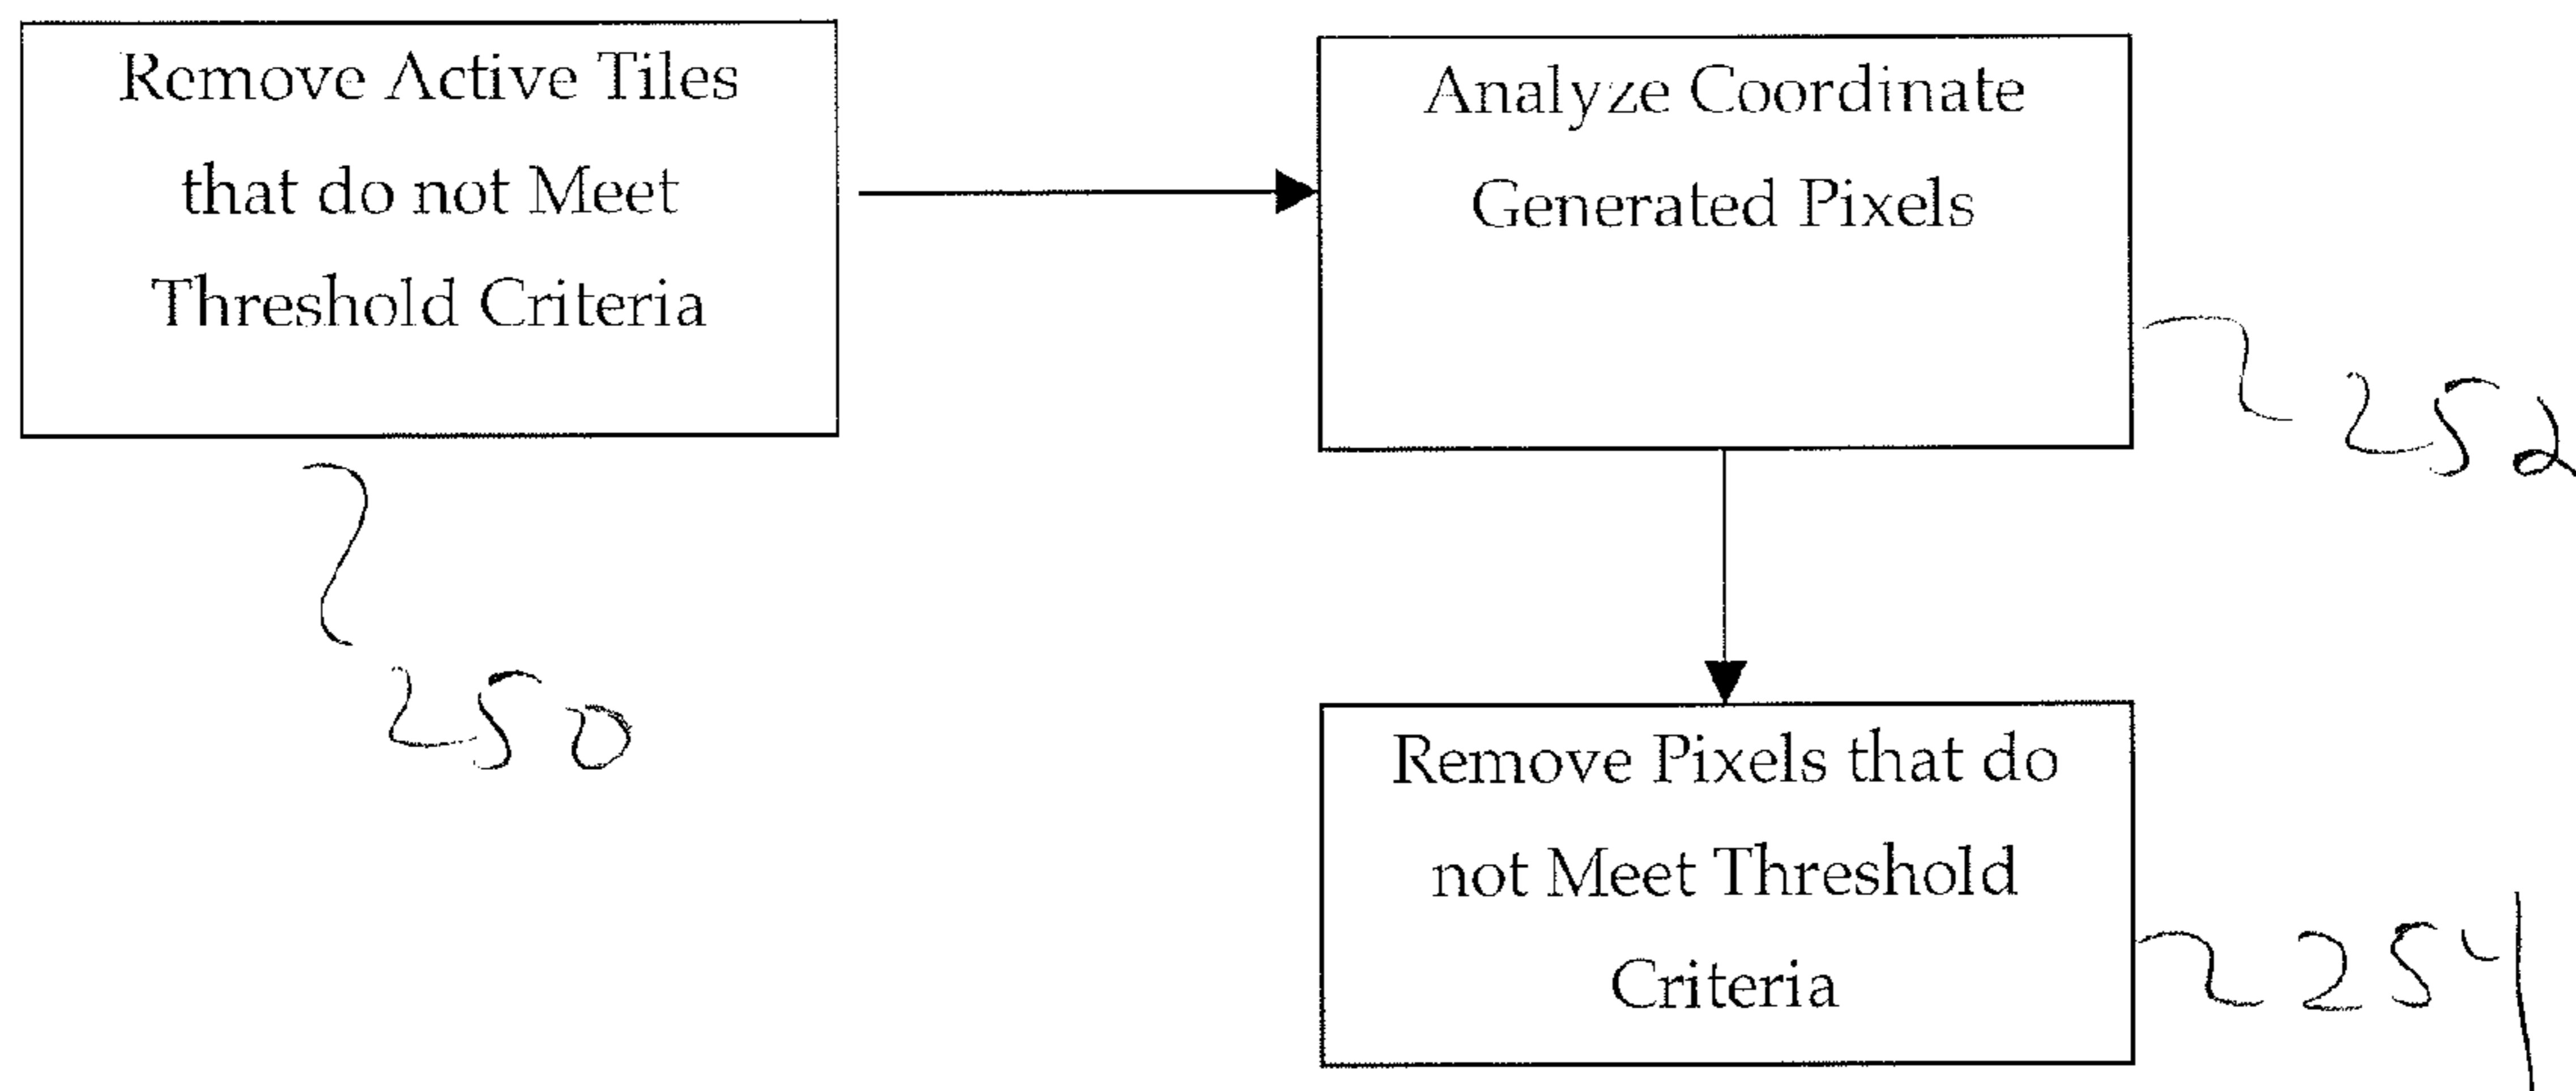 Remove Active Tiles
that do not Meet
Threshold Criteria
250
Analyze Coordinate
Generated Pixels
252
Remove Pixels that do
not Meet Threshold
Criteria
254